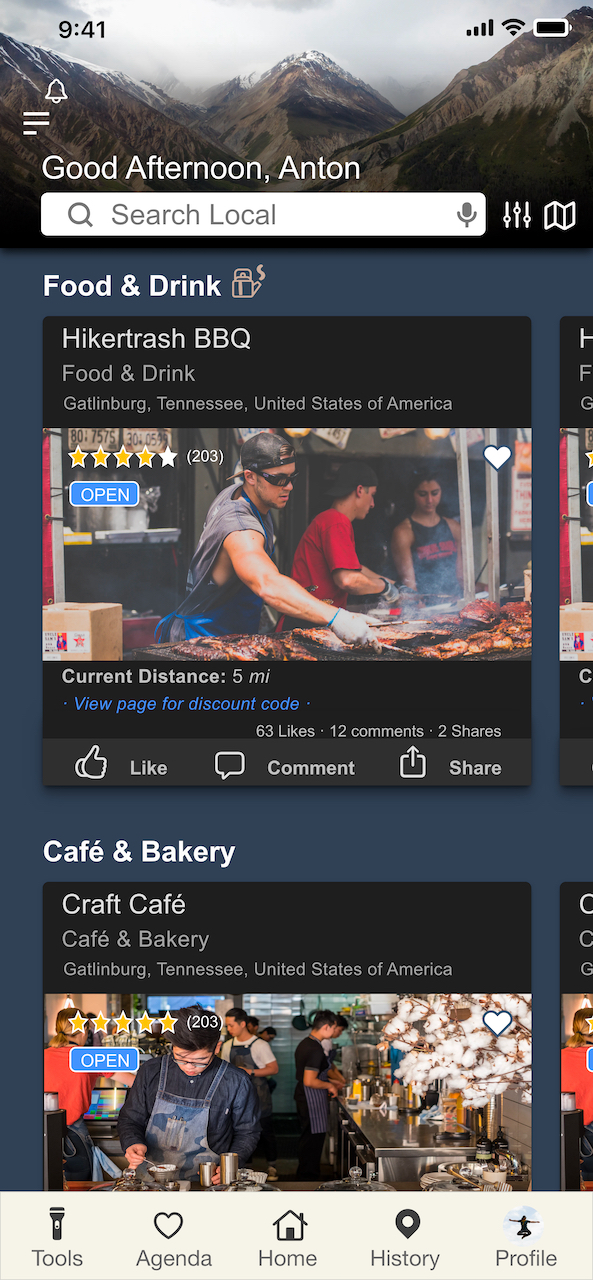 9:41
Good Afternoon, Anton
Search Local
Food & Drink
Hikertrash BBQ
Food & Drink
Gatlinburg, Tennessee, United States of America
(203)
OPEN
Current Distance: 5 mi
· View page for discount code ·
63 Likes · 12 comments · 2 Shares
Like Comment Share
Café & Bakery
Craft Café
Café & Bakery
Gatlinburg, Tennessee, United States of America
(203)
OPEN
Tools Agenda Home History Profile